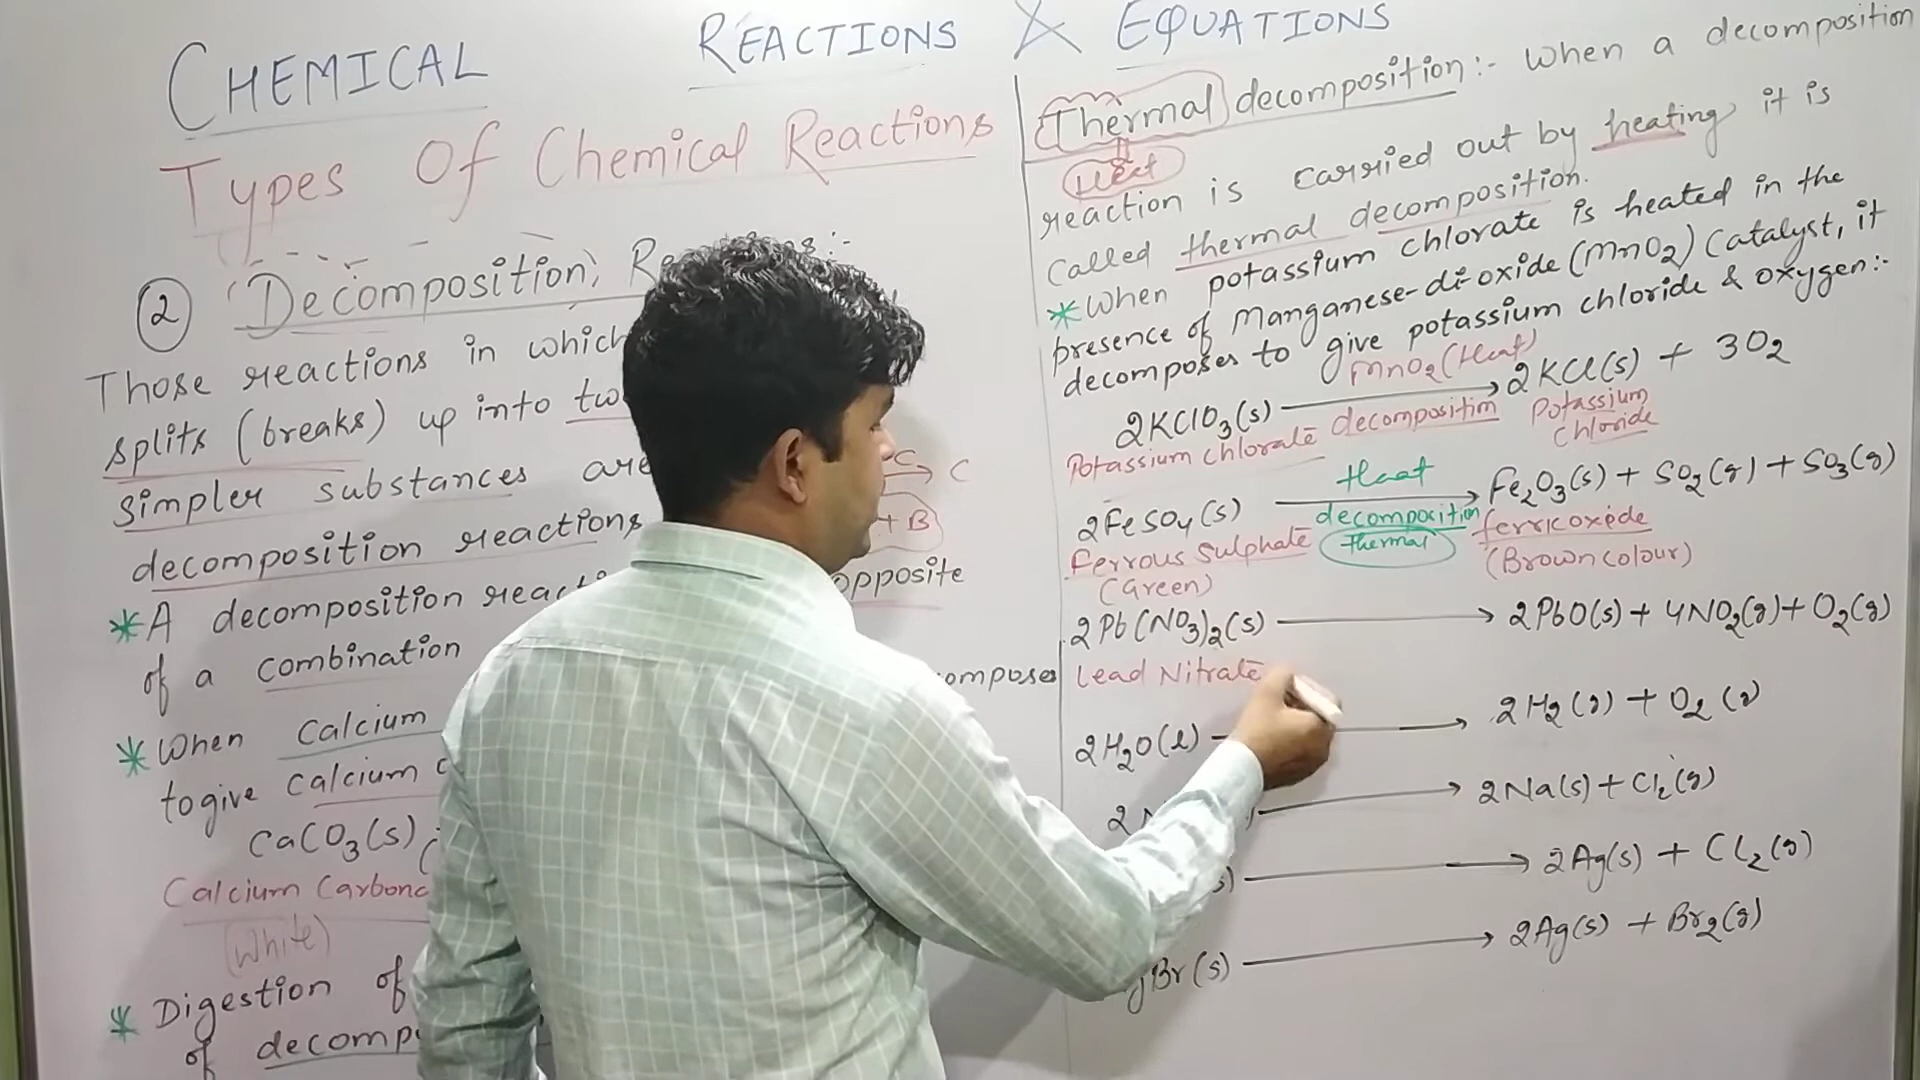 CHEMICAL REACTIONS & EQUATIONS
Types Of Chemical Reactions
② Decomposition
Those reactions in which
splits (breaks) up into
simpler substances are
decomposition reactions
* A decomposition opposite
of a combination
* When Calcium composes
to give calcium
CaCO3(s)
Calcium Carbona
(White)
* Digestion of
of decomp
C → C
+ B
Thermal decomposition:- When a decomposition
Heat
reaction is carried out by heating it is
called thermal decomposition.
* When potassium chlorate is heated in the
presence of Manganese-di-oxide (MnO2) Catalyst, it
decomposes to give potassium chloride & oxygen:-
MnO2 (Heat)
2KClO3(s) → 2KCl(s) + 3O2
Potassium chlorate decomposition Potassium
Chloride
Heat
2FeSO4(s) → Fe2O3(s) + SO2(g) + SO3(g)
Ferrous Sulphate decomposition ferricoxide
(Green) thermal (Brown colour)
2Pb(NO3)2(s) → 2PbO(s) + 4NO2(g) + O2(g)
Lead Nitrate
2H2O(l) → 2H2(g) + O2(g)
→ 2Na(s) + Cl2(g)
→ 2Ag(s) + Cl2(g)
Br(s) → 2Ag(s) + Br2(g)